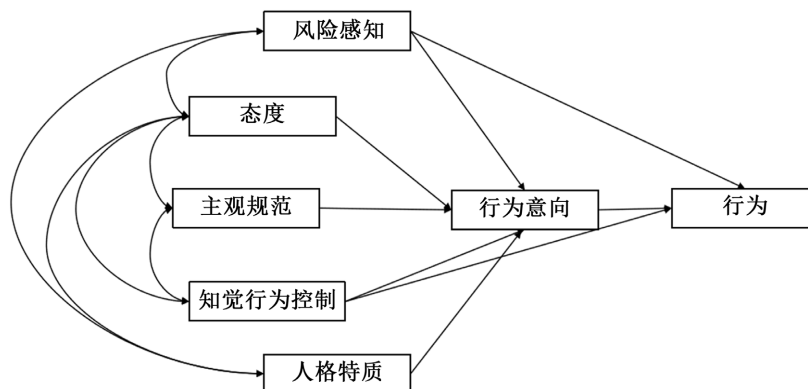 风险感知
态度
主观规范
行为意向
行为
知觉行为控制
人格特质